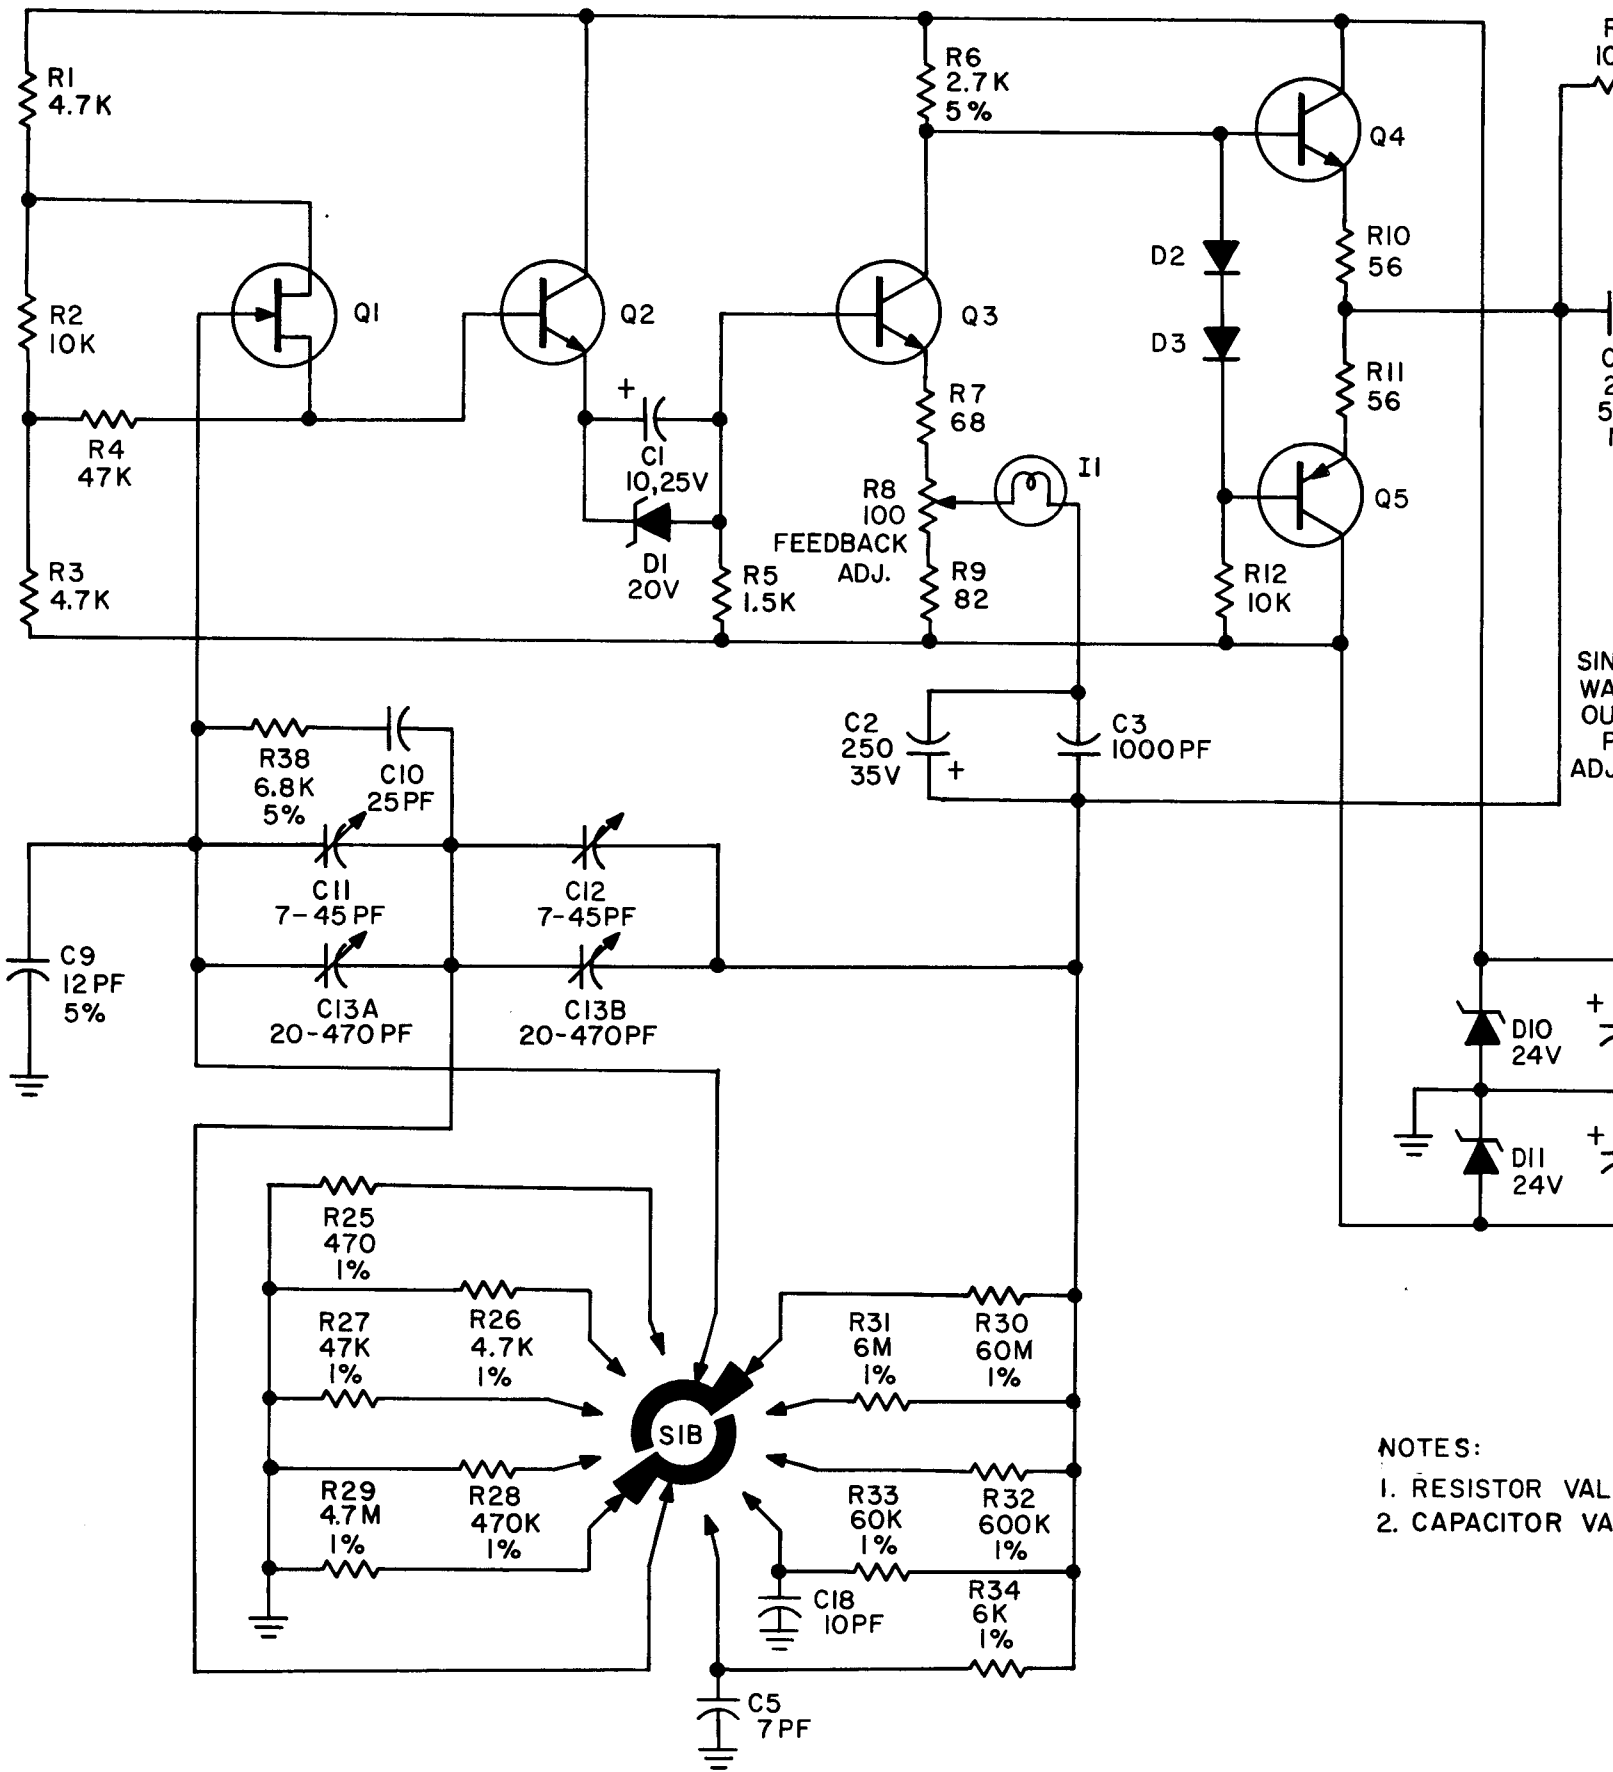 R1
4.7K
R2
10K
R3
4.7K
R4
47K
Q1
Q2
+
C1
10,25V
D1
20V
R5
1.5K
R6
2.7K
5%
Q3
R7
68
R8
100
FEEDBACK
ADJ.
R9
82
I1
D2
D3
Q4
R10
56
R11
56
Q5
R12
10K
C2
250
35V
+
C3
1000PF
R38
6.8K
5%
C10
25PF
C11
7-45PF
C12
7-45PF
C9
12PF
5%
C13A
20-470PF
C13B
20-470PF
SIN
WA
OU
ADJ
D10
24V
+
D11
24V
+
R25
470
1%
R26
4.7K
1%
R27
47K
1%
R28
470K
1%
R29
4.7M
1%
S1B
R31
6M
1%
R30
60M
1%
R33
60K
1%
R32
600K
1%
C18
10PF
R34
6K
1%
C5
7PF
NOTES:
1. RESISTOR VAL
2. CAPACITOR VA